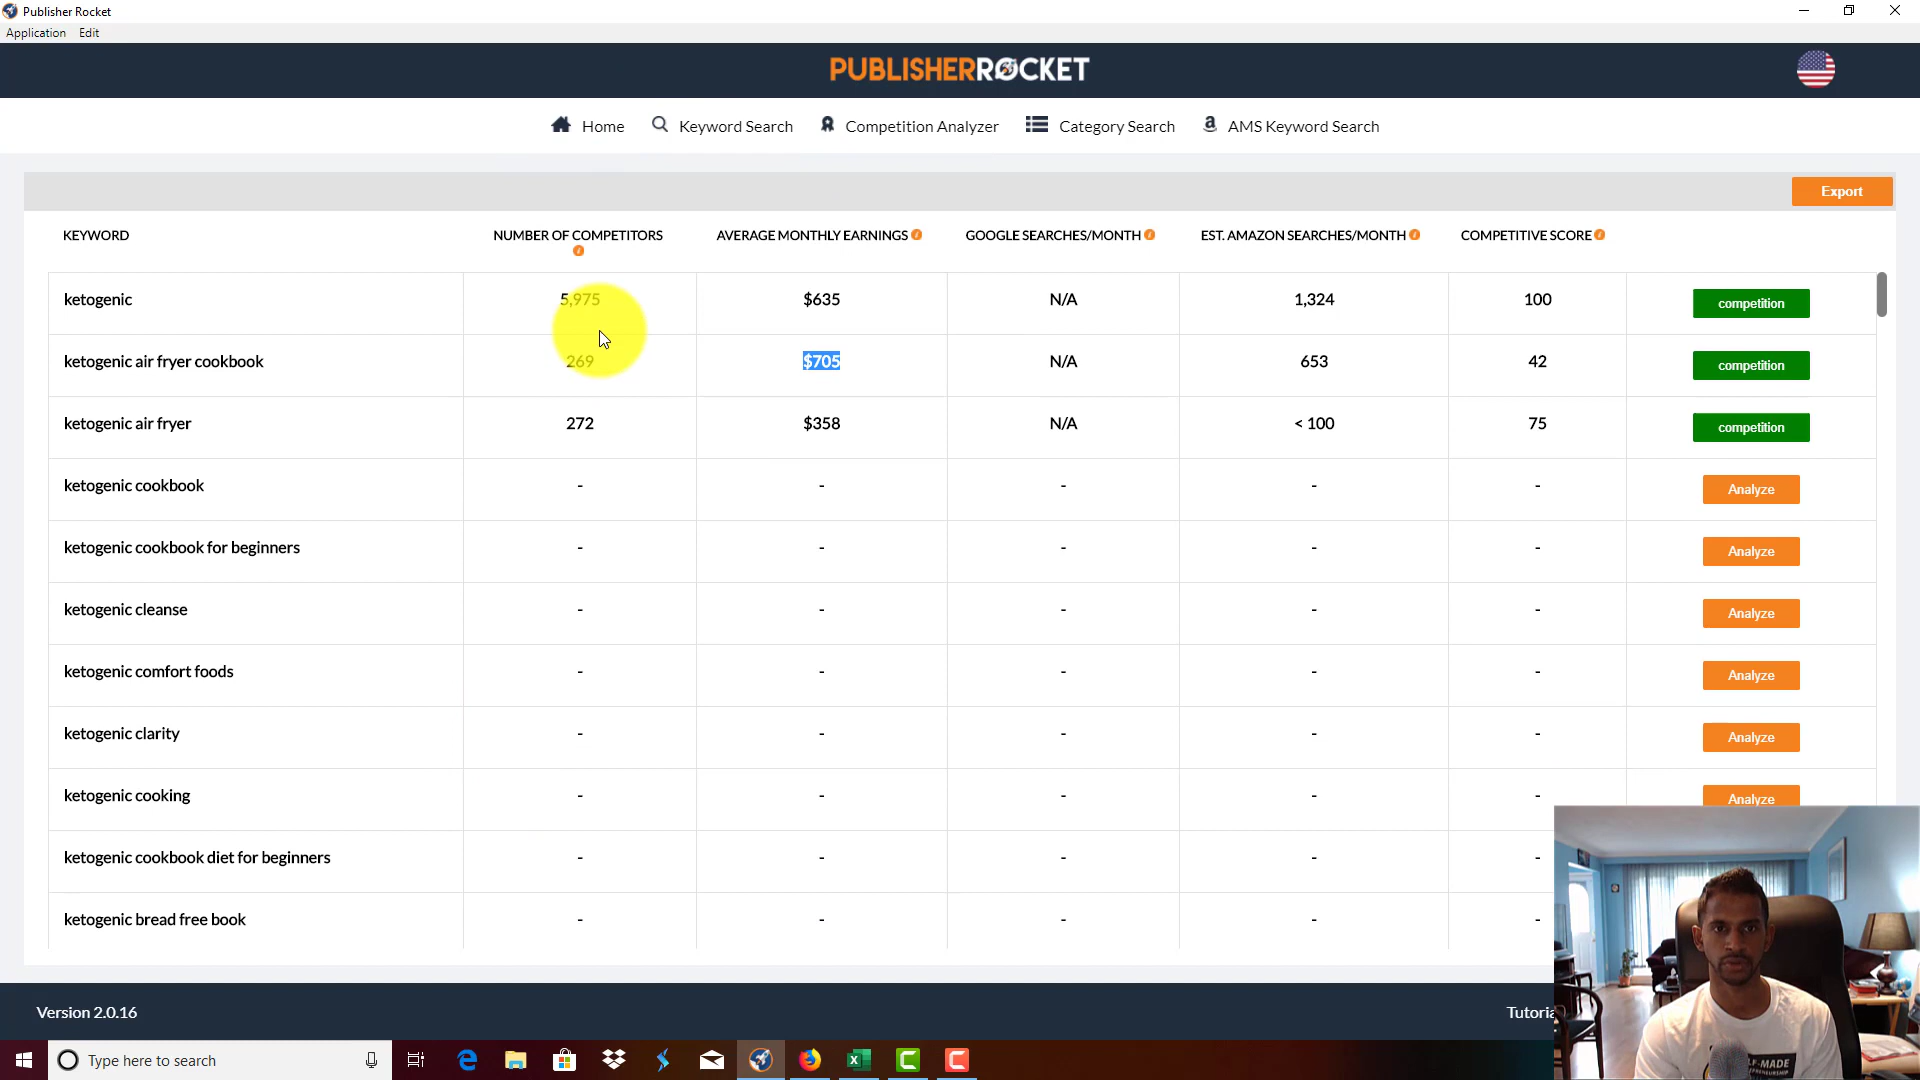 Publisher Rocket
Application Edit
PUBLISHERROCKET
Home Keyword Search Competition Analyzer Category Search AMS Keyword Search
Export
KEYWORD NUMBER OF COMPETITORS AVERAGE MONTHLY EARNINGS GOOGLE SEARCHES/MONTH EST. AMAZON SEARCHES/MONTH COMPETITIVE SCORE
ketogenic 5,975 $635 N/A 1,324 100 competition
ketogenic air fryer cookbook 269 $705 N/A 653 42 competition
ketogenic air fryer 272 $358 N/A < 100 75 competition
ketogenic cookbook - - - - - Analyze
ketogenic cookbook for beginners - - - - - Analyze
ketogenic cleanse - - - - - Analyze
ketogenic comfort foods - - - - - Analyze
ketogenic clarity - - - - - Analyze
ketogenic cooking - - - - - Analyze
ketogenic cookbook diet for beginners - - - - -
ketogenic bread free book - - - - -
Version 2.0.16
Type here to search